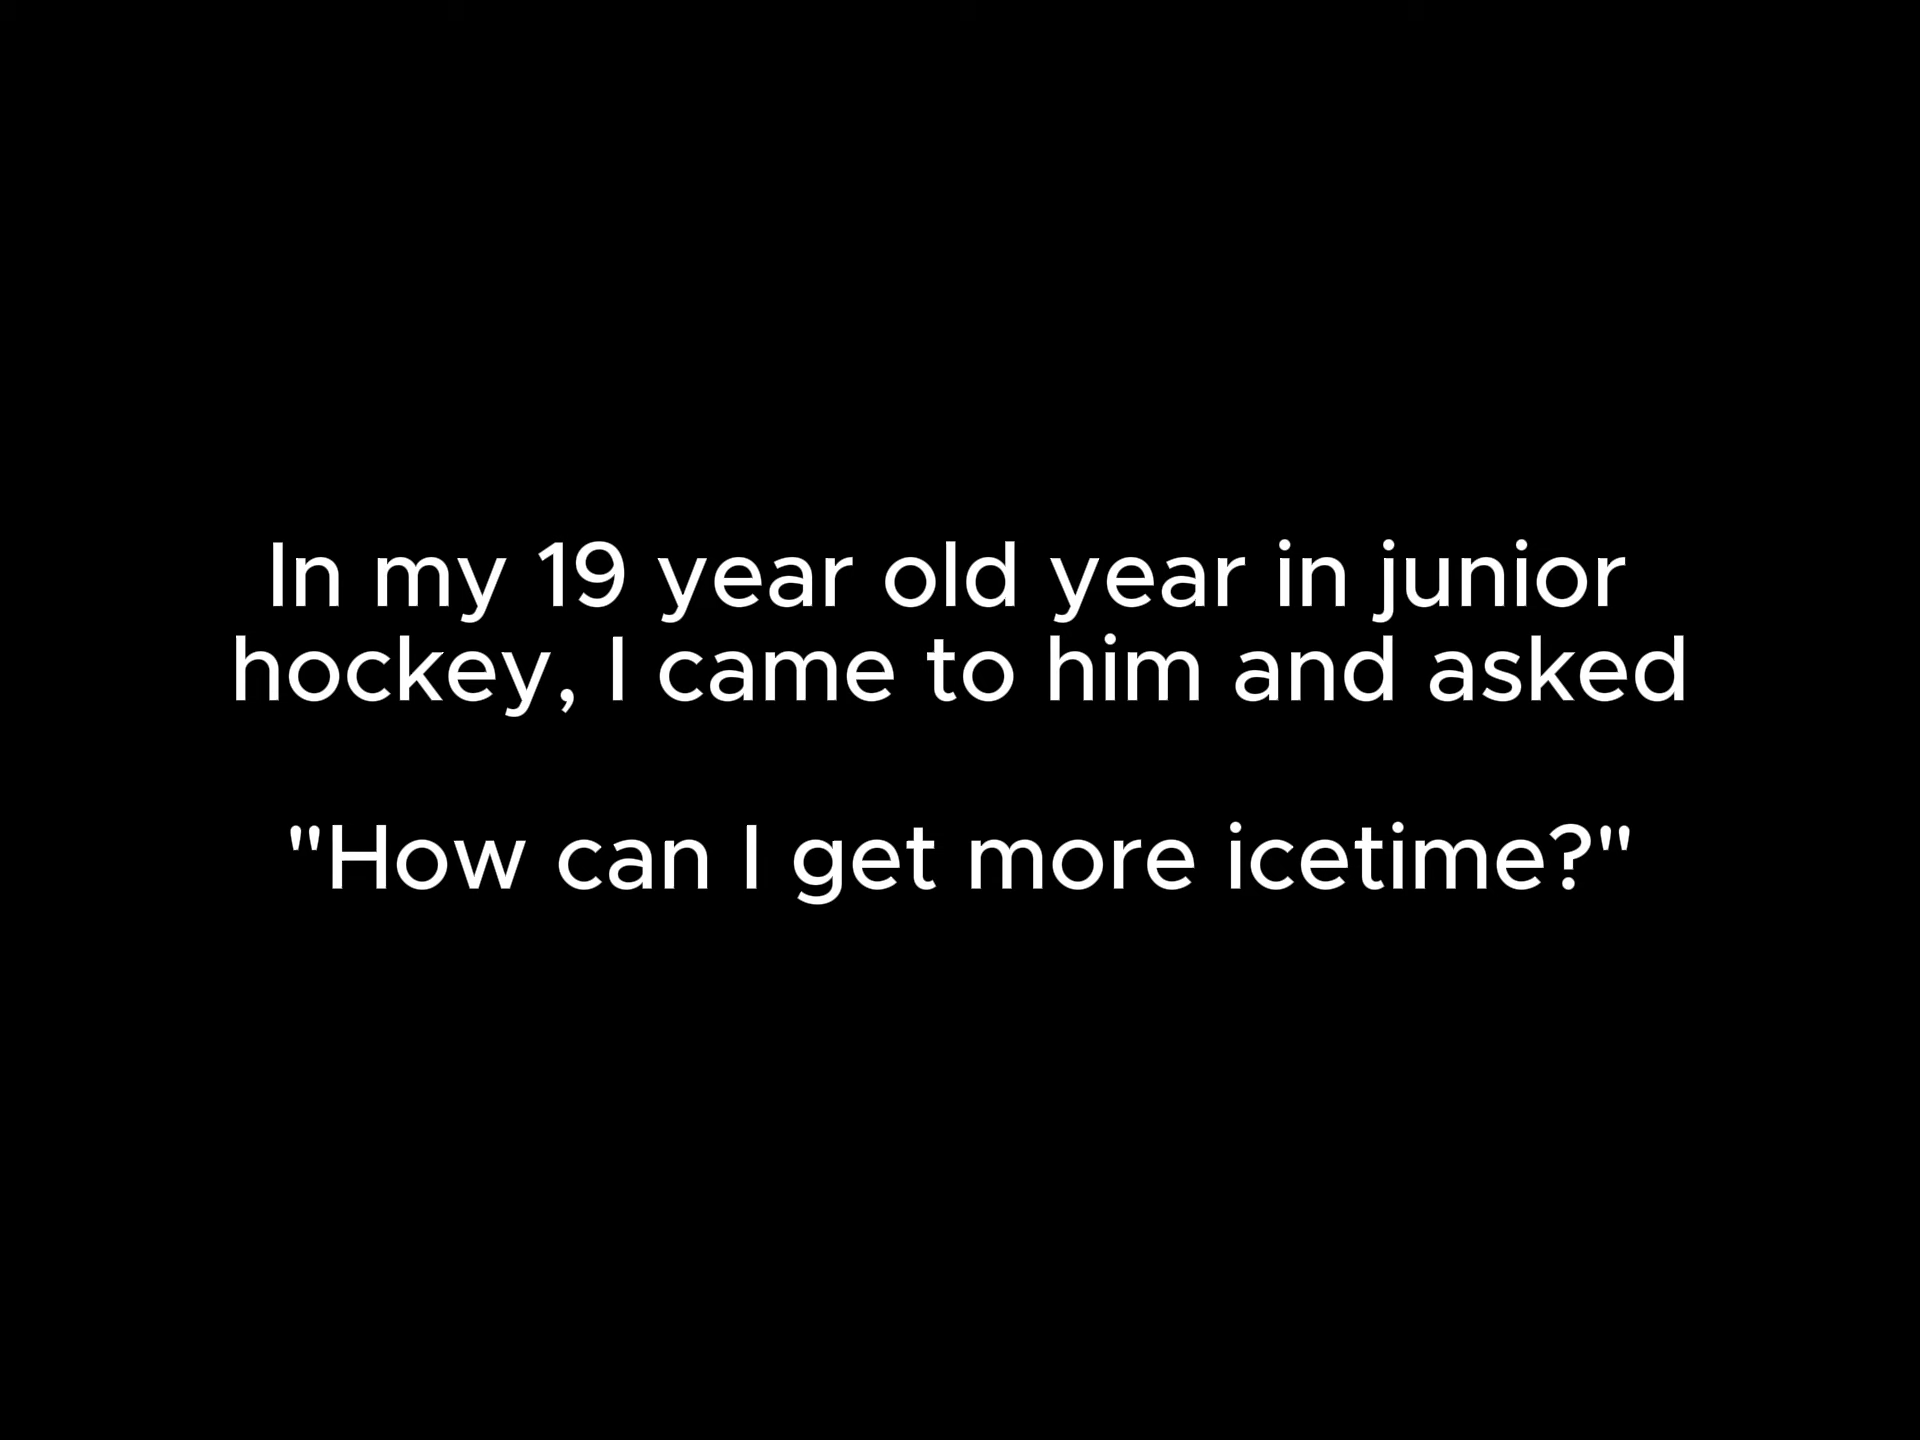 In my 19 year old year in junior
hockey, I came to him and asked
"How can I get more icetime?"